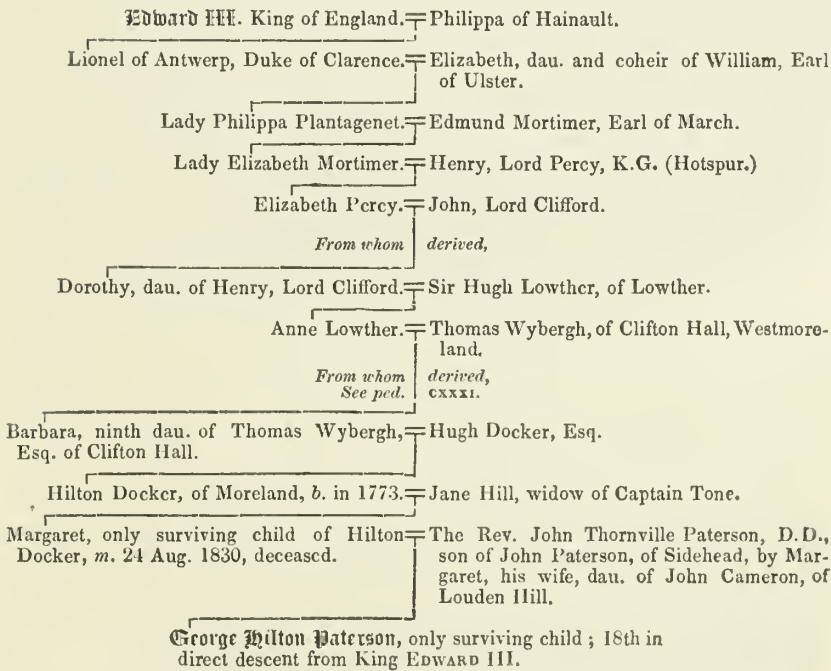 Edward III. King of England. Philippa of Hainault.
Lionel of Antwerp, Duke of Clarence. Elizabeth, dau. and coheir of William, Earl
of Ulster.
Lady Philippa Plantagenet. Edmund Mortimer, Earl of March.
Lady Elizabeth Mortimer. Henry, Lord Percy, K.G. (Hotspur.)
Elizabeth Percy. John, Lord Clifford.
From whom derived,
Dorothy, dau. of Henry, Lord Clifford. Sir Hugh Lowther, of Lowther.
Anne Lowther. Thomas Wybergh, of Clifton Hall, Westmore-
land.
From whom derived,
See ped. CXXXI.
Barbara, ninth dau. of Thomas Wybergh, Hugh Docker, Esq.
Esq. of Clifton Hall.
Hilton Docker, of Moreland, b. in 1773. Jane Hill, widow of Captain Tone.
Margaret, only surviving child of Hilton The Rev. John Thornville Paterson, D.D.,
Docker, m. 24 Aug. 1830, deceased. son of John Paterson, of Sidehead, by Mar-
garet, his wife, dau. of John Cameron, of
Louden Hill.
George Hilton Paterson, only surviving child ; 18th in
direct descent from King EDWARD III.